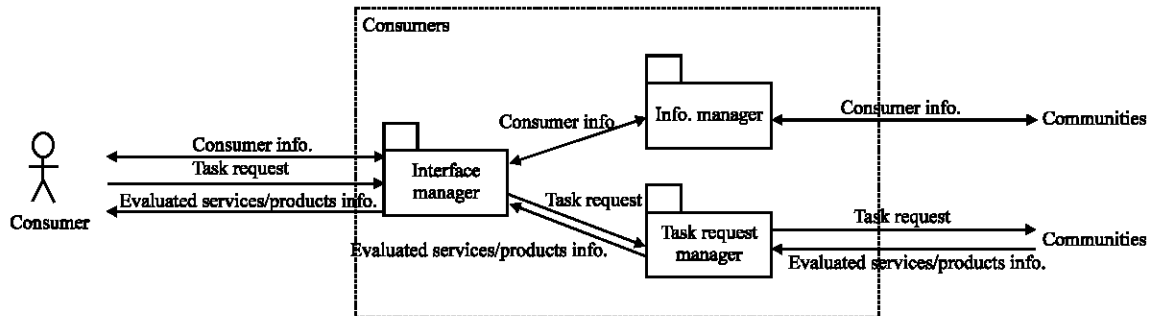 Consumers
Consumer info.
Task request
Evaluated services/products info.
Consumer
Interface
manager
Consumer info.
Info. manager
Consumer info.
Communities
Task request
Evaluated services/products info.
Task request
manager
Task request
Evaluated services/products info.
Communities